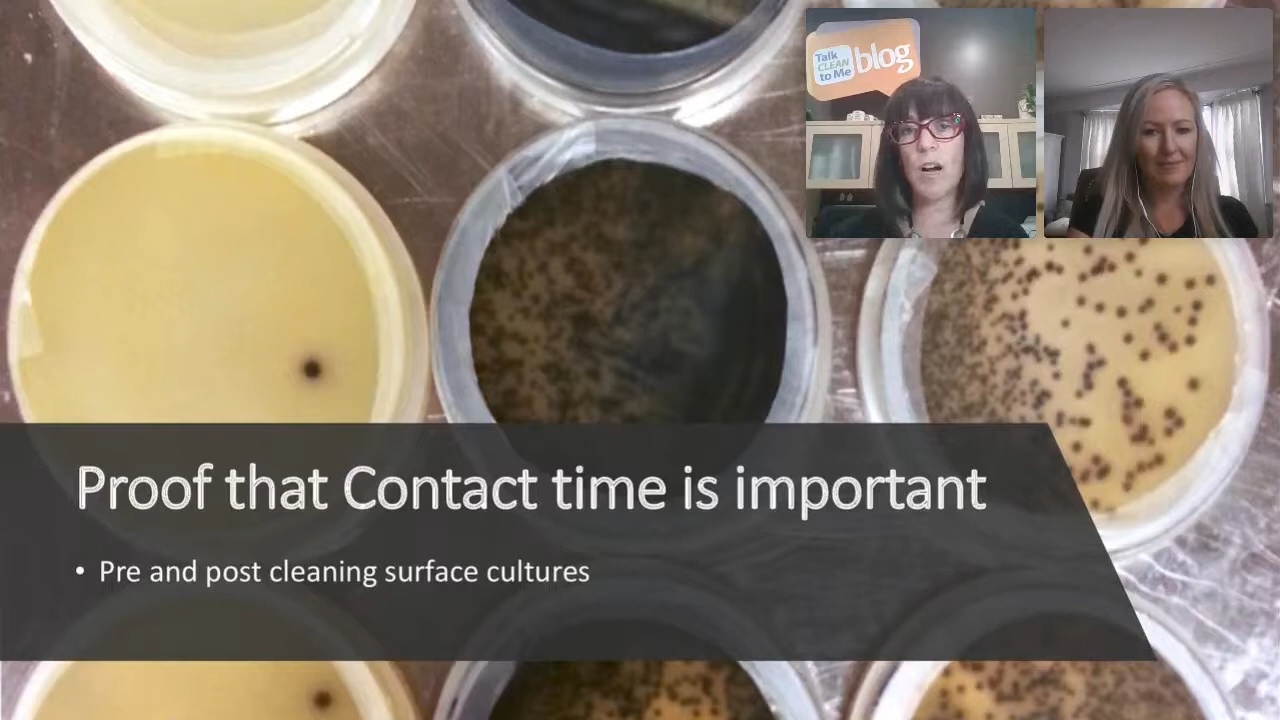 Talk
CLEAN
to Me
blog
Proof that Contact time is important
• Pre and post cleaning surface cultures